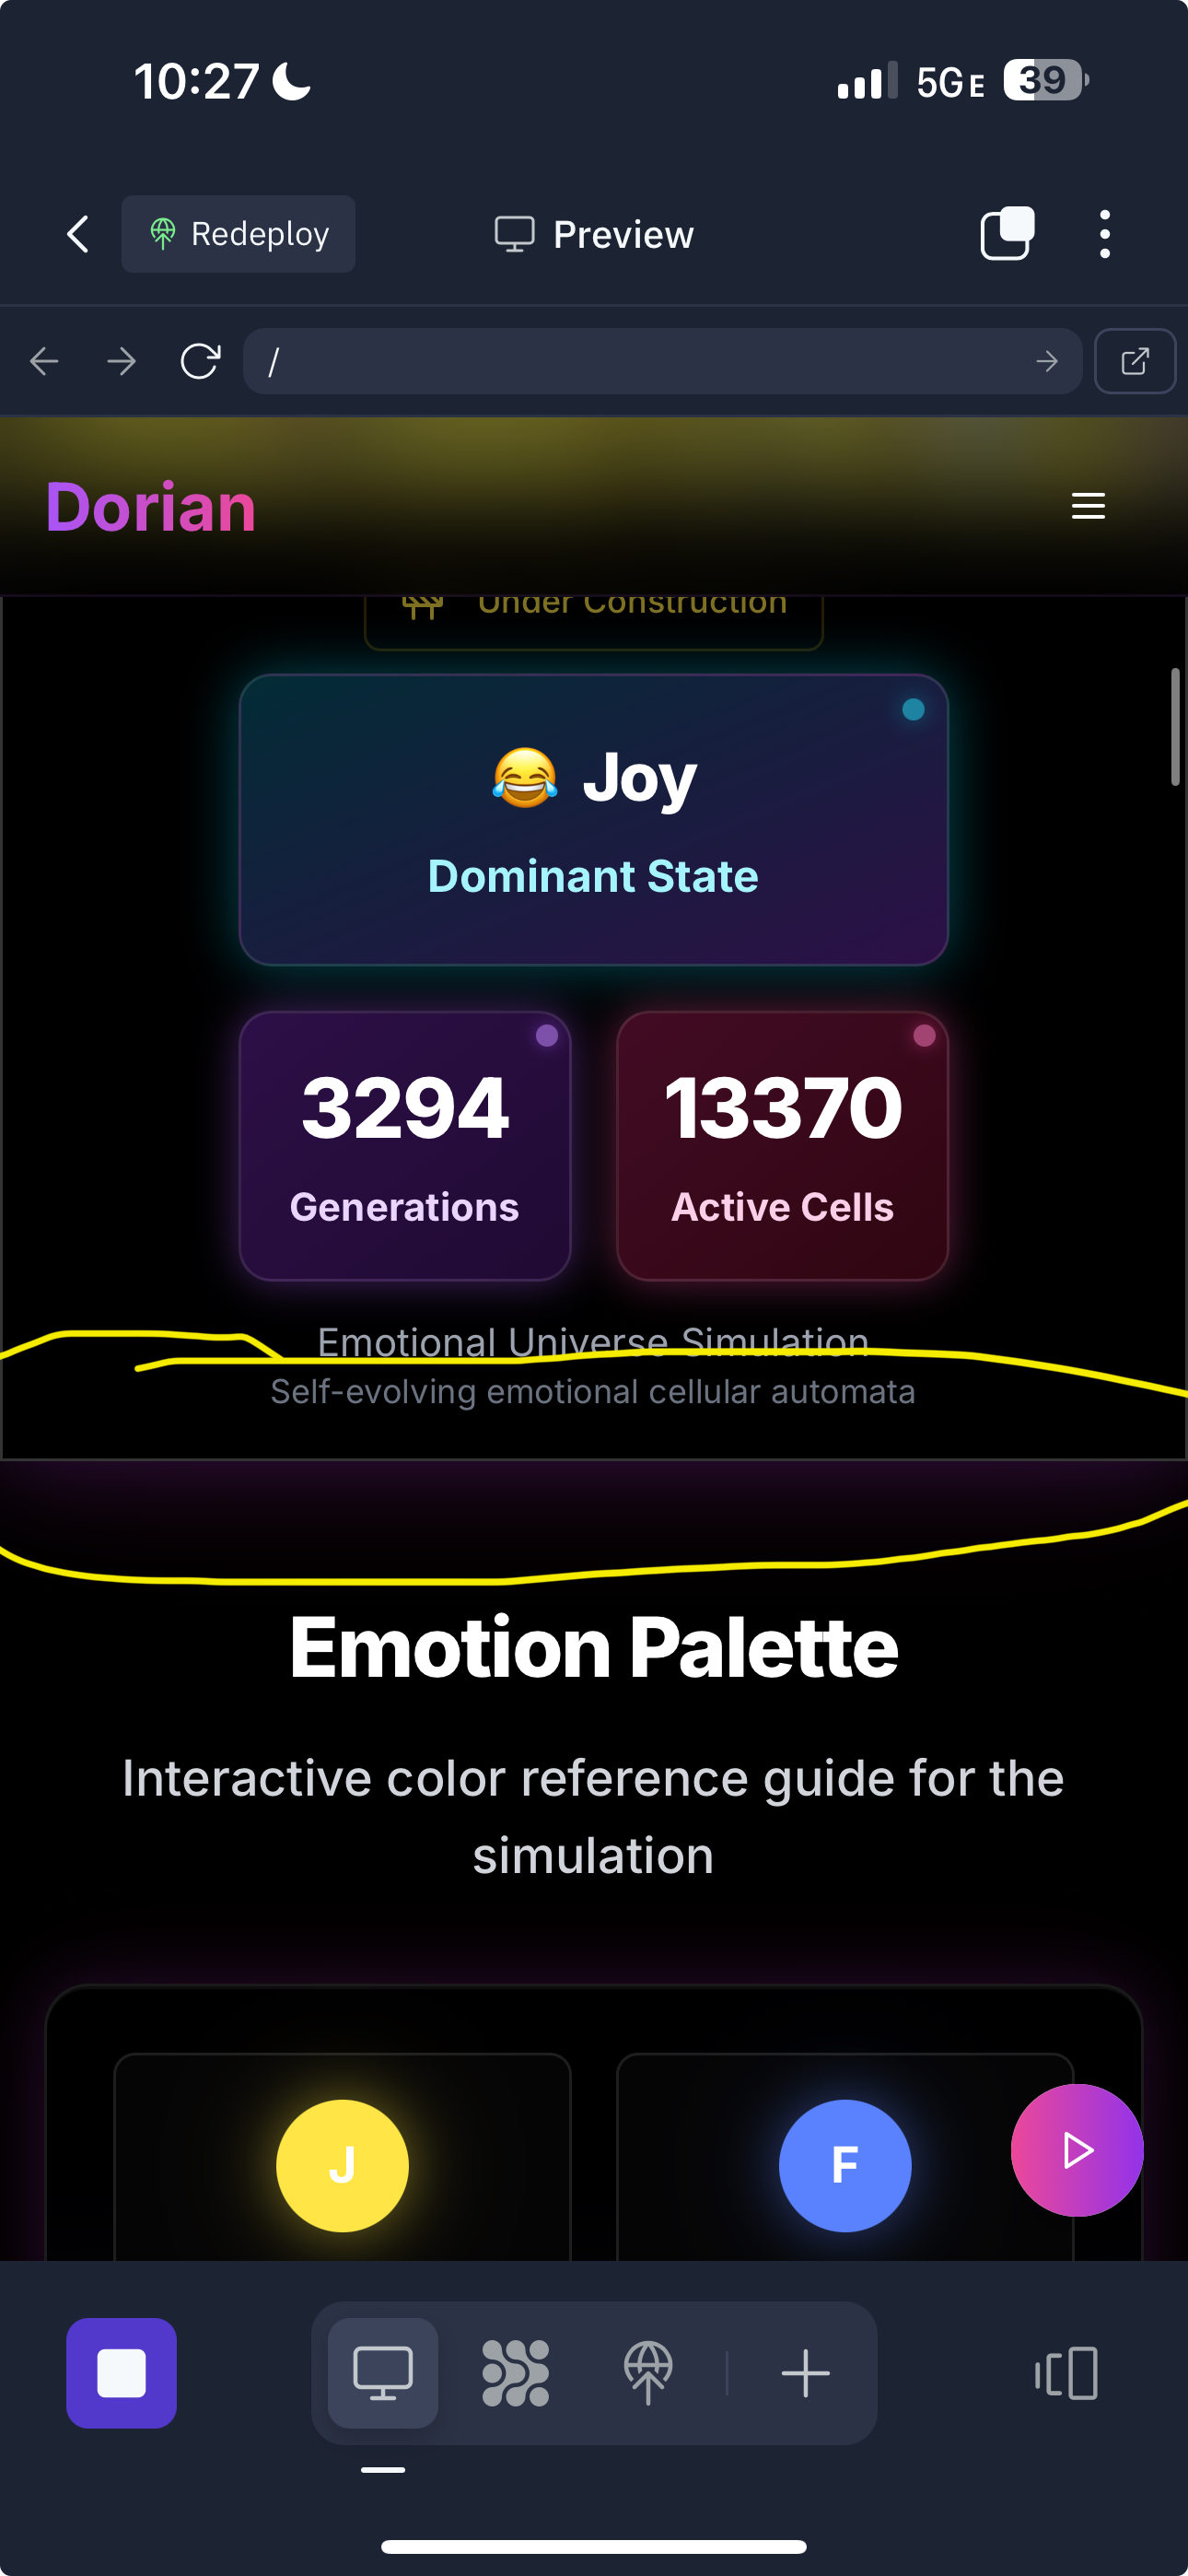 10:27
5G E
39
Redeploy
Preview
/
Dorian
Under Construction
😂 Joy
Dominant State
3294
13370
Generations
Active Cells
Emotional Universe Simulation
Self-evolving emotional cellular automata
Emotion Palette
Interactive color reference guide for the
simulation
J
F